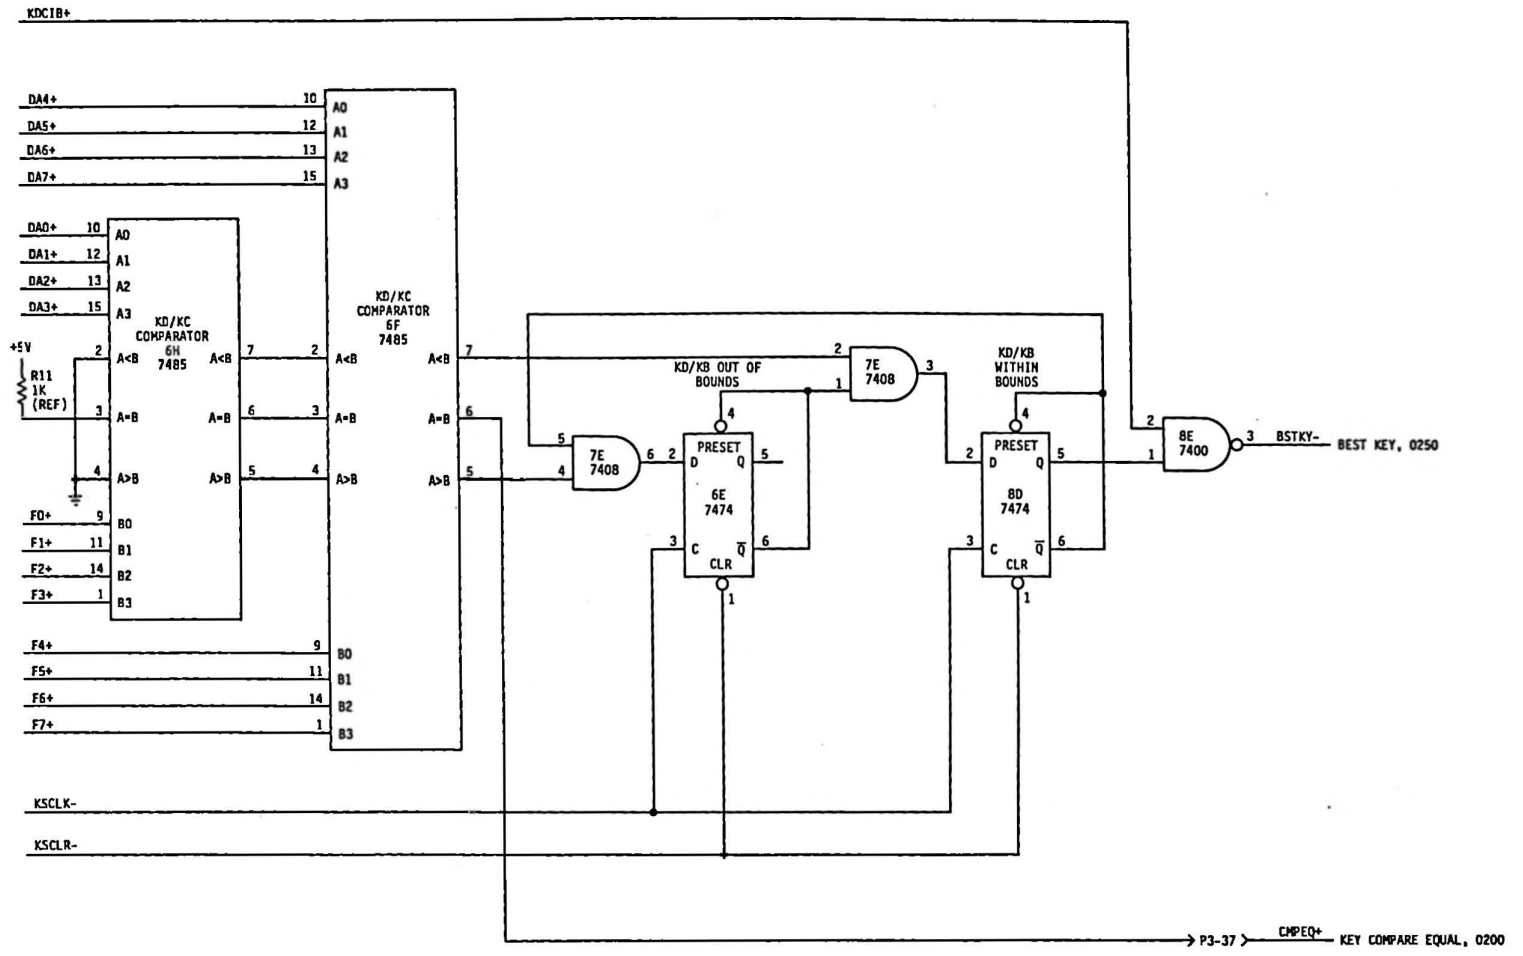 KDCIB+
DA4+ 10 A0
DA5+ 12 A1
DA6+ 13 A2
DA7+ 15 A3
DA0+ 10 A0
DA1+ 12 A1
DA2+ 13 A2
DA3+ 15 A3
KD/KC
COMPARATOR
6H
7485
KD/KC
COMPARATOR
6F
7485
+5V
R11
1K
(REF)
2 A<B A<B 7 2 A<B A<B 7
3 A=B A=B 6 3 A=B A=B 6
4 A>B A>B 5 4 A>B A>B 5
F0+ 9 B0
F1+ 11 B1
F2+ 14 B2
F3+ 1 B3
F4+ 9 B0
F5+ 11 B1
F6+ 14 B2
F7+ 1 B3
5
4
7E
7408
6
KD/KB OUT OF
BOUNDS
4
PRESET
2 D Q 5
6E
7474
3 C Q̅ 6
CLR
1
2
1
7E
7408
3
KD/KB
WITHIN
BOUNDS
4
PRESET
2 D Q 5
8D
7474
3 C Q̅ 6
CLR
1
2
1
8E
7400
3 BSTKY- BEST KEY, 0250
KSCLK-
KSCLR-
P3-37 CMPEQ+ KEY COMPARE EQUAL, 0200